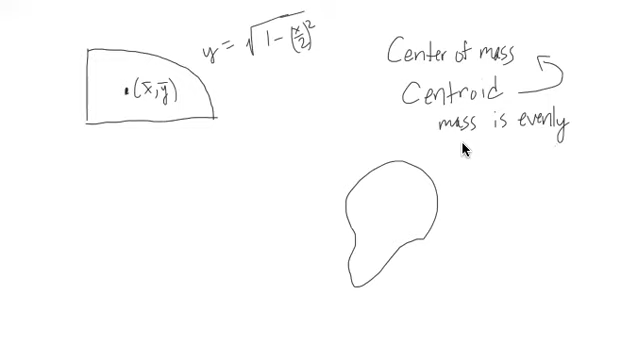 y = √(1 - (x/2)²)
(x̄, ȳ)
Center of mass
Centroid
mass is evenly